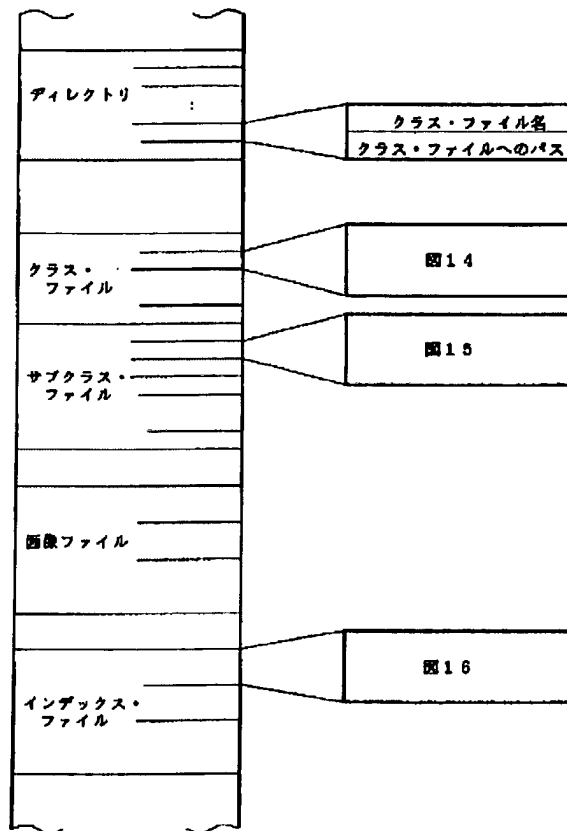 ディレクトリ
クラス・ファイル名
クラス・ファイルへのパス
クラス・
ファイル
図14
サブクラス・
ファイル
図15
画像ファイル
インデックス・
ファイル
図16